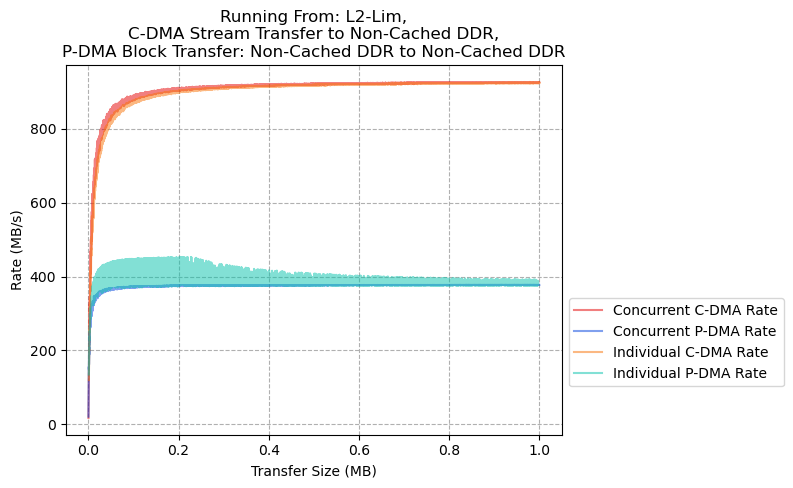 Running From: L2-Lim,
C-DMA Stream Transfer to Non-Cached DDR,
P-DMA Block Transfer: Non-Cached DDR to Non-Cached DDR
Rate (MB/s)
800
600
400
200
0
0.0 0.2 0.4 0.6 0.8 1.0
Transfer Size (MB)
Concurrent C-DMA Rate
Concurrent P-DMA Rate
Individual C-DMA Rate
Individual P-DMA Rate